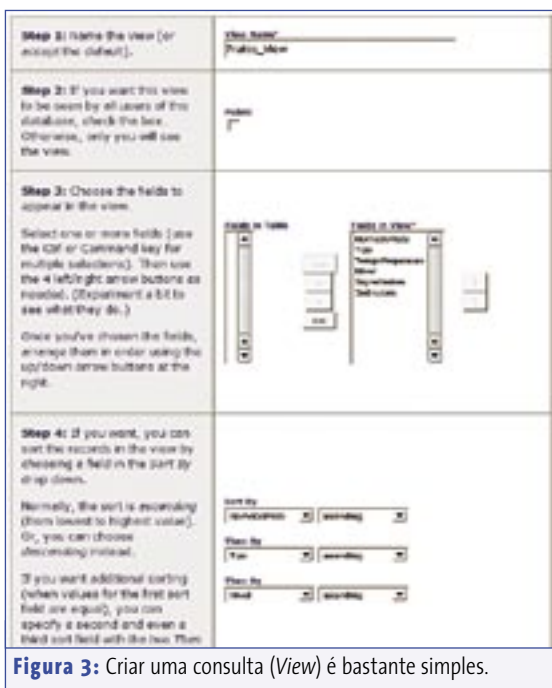 Step 1: Name the view (or
accept the default).
View Name*
Step 2: If you want this view
to be seen by all users of this
database, check the box.
Otherwise, only you will see
the view.
Public
Step 3: Choose the fields to
appear in the view.
Select one or more fields (use
the Ctrl or Command key for
multiple selections). Then use
the 4 left/right arrow buttons as
needed. (Experiment a bit to
see what they do.)
Once you've chosen the fields,
arrange them in order using the
up/down arrow buttons at the
right.
Fields in Table
Fields in View*
Step 4: If you want, you can
sort the records in the view by
choosing a field in the Sort By
drop down.
Normally, the sort is ascending
(from lowest to highest value).
Or, you can choose
descending instead.
If you want additional sorting
(when values for the first sort
field are equal), you can
specify a second and even a
third sort field with the two Then
Sort By
ascending
Then By
Tipo ascending
Then By
Nível ascending
Figura 3: Criar uma consulta (View) é bastante simples.